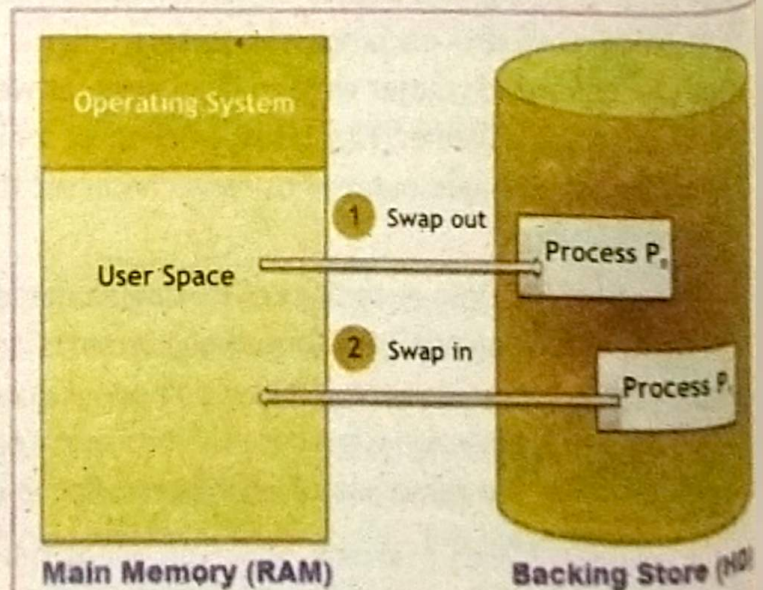 Operating System
1 Swap out
Process P
User Space
2 Swap in
Process P
Main Memory (RAM)
Backing Store